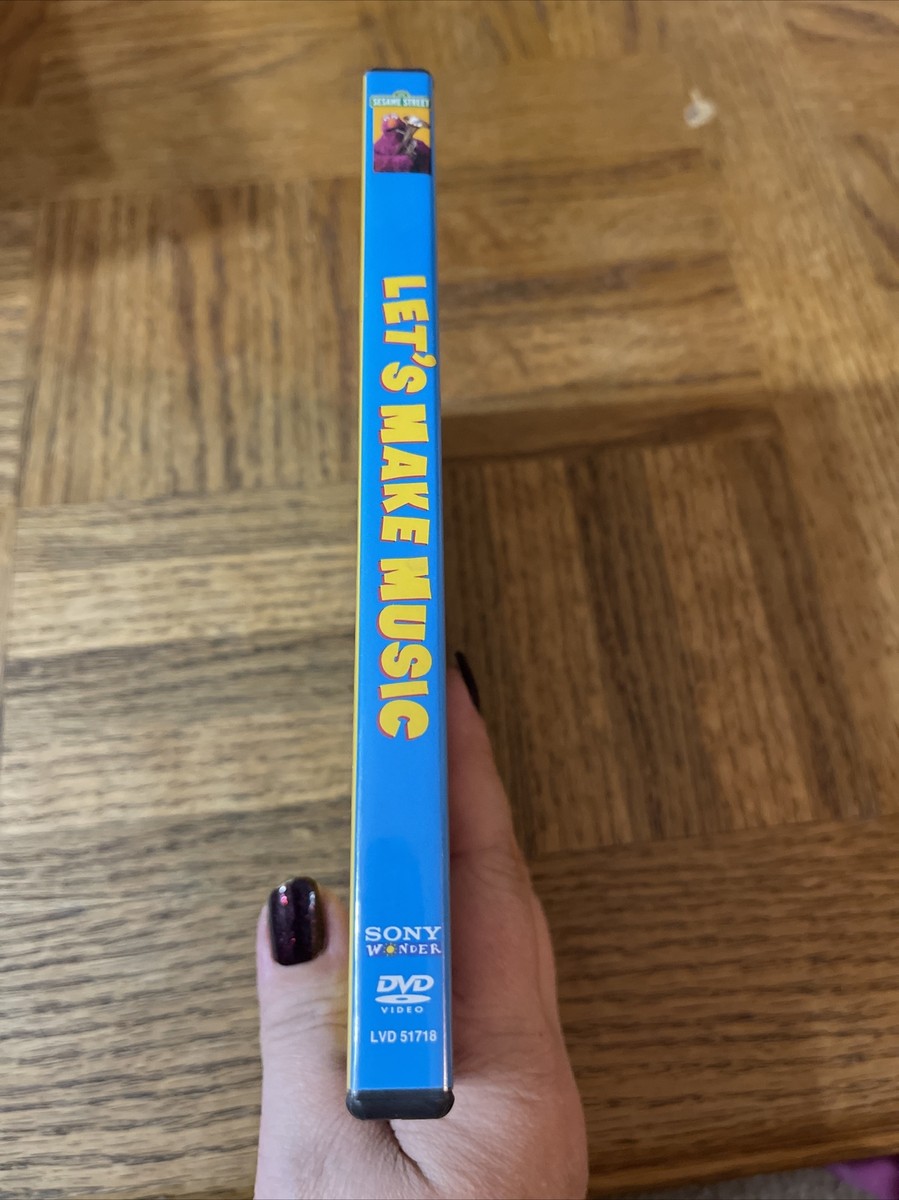 SESAME STREET
LET'S MAKE MUSIC
SONY
WONDER
DVD
VIDEO
LVD 51718